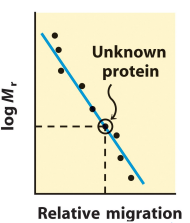 Unknown
protein
log Mr
Relative migration